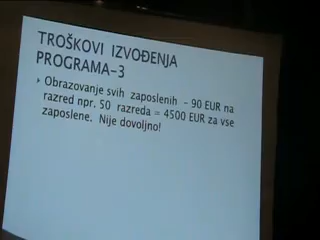 TROŠKOVI IZVOĐENJA
PROGRAMA-3
Obrazovanje svih zaposlenih - 90 EUR na
razred npr. 50 razreda = 4500 EUR za vse
zaposlene. Nije dovoljno!